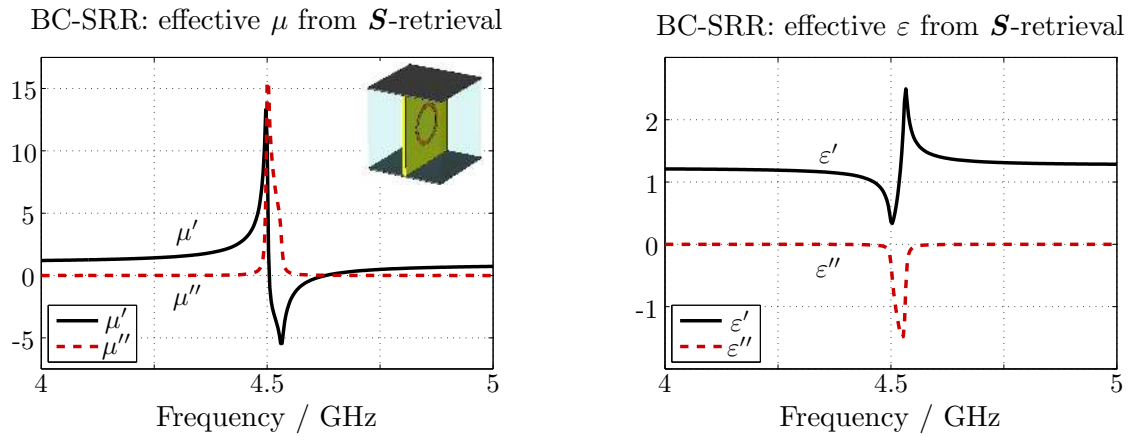 BC-SRR: effective μ from S-retrieval
15
10
5
0
-5
μ′
μ′′
μ′
μ′′
4
4.5
5
Frequency / GHz
BC-SRR: effective ε from S-retrieval
2
1
0
-1
ε′
ε′′
ε′
ε′′
4
4.5
5
Frequency / GHz